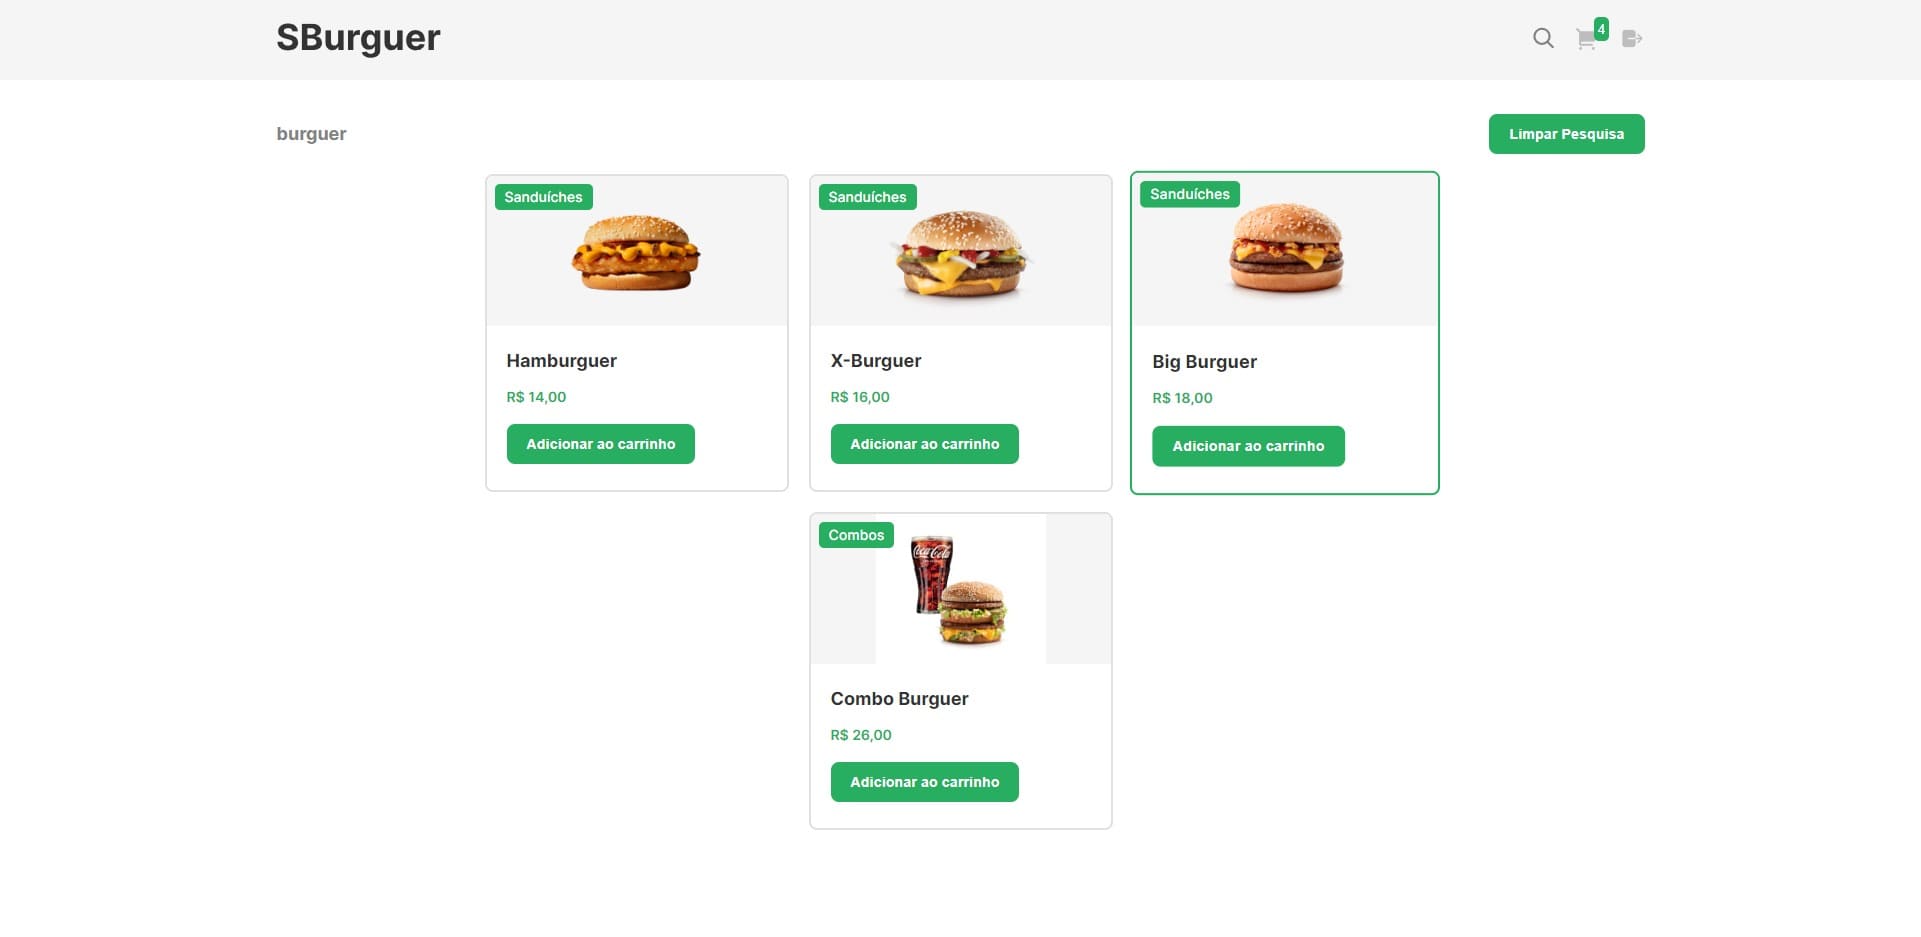 SBurguer
4
burguer
Limpar Pesquisa
Sanduíches
Hamburguer
R$ 14,00
Adicionar ao carrinho
Sanduíches
X-Burguer
R$ 16,00
Adicionar ao carrinho
Sanduíches
Big Burguer
R$ 18,00
Adicionar ao carrinho
Combos
Coca-Cola
Combo Burguer
R$ 26,00
Adicionar ao carrinho